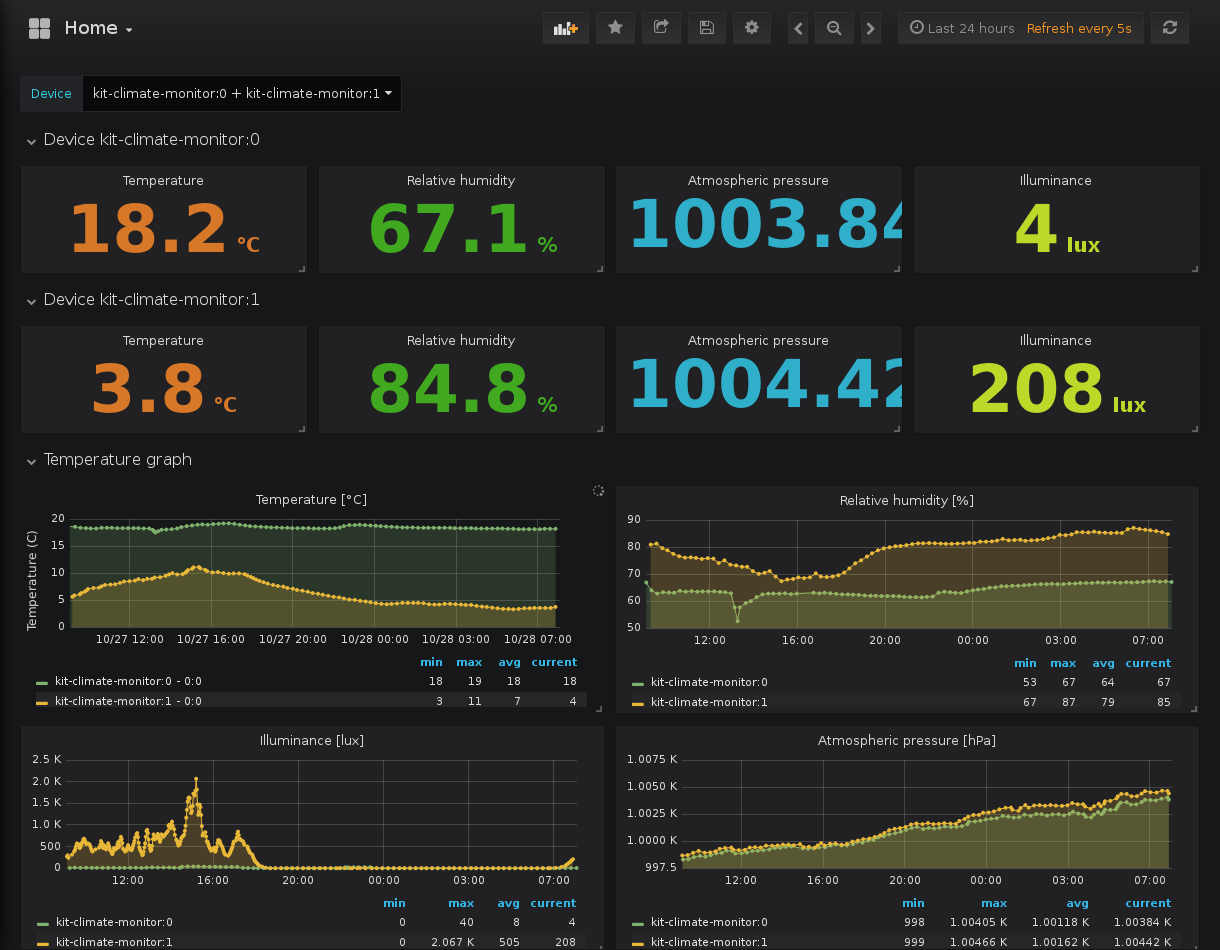 Home
Last 24 hours Refresh every 5s
Device kit-climate-monitor:0 + kit-climate-monitor:1
Device kit-climate-monitor:0
Temperature Relative humidity Atmospheric pressure Illuminance
18.2 °C 67.1 % 1003.84 4 lux
Device kit-climate-monitor:1
Temperature Relative humidity Atmospheric pressure Illuminance
3.8 °C 84.8 % 1004.42 208 lux
Temperature graph
Temperature [°C]
Temperature (C)
20
15
10
5
0
10/27 12:00 10/27 16:00 10/27 20:00 10/28 00:00 10/28 03:00 10/28 07:00
min max avg current
kit-climate-monitor:0 - 0:0 18 19 18 18
kit-climate-monitor:1 - 0:0 3 11 7 4
Relative humidity [%]
90
80
70
60
50
12:00 16:00 20:00 00:00 03:00 07:00
min max avg current
kit-climate-monitor:0 53 67 64 67
kit-climate-monitor:1 67 87 79 85
Illuminance [lux]
2.5 K
2.0 K
1.5 K
1.0 K
500
0
12:00 16:00 20:00 00:00 03:00 07:00
min max avg current
kit-climate-monitor:0 0 40 8 4
kit-climate-monitor:1 0 2.067 K 505 208
Atmospheric pressure [hPa]
1.0075 K
1.0050 K
1.0025 K
1.0000 K
997.5
12:00 16:00 20:00 00:00 03:00 07:00
min max avg current
kit-climate-monitor:0 998 1.00405 K 1.00118 K 1.00384 K
kit-climate-monitor:1 999 1.00466 K 1.00162 K 1.00442 K